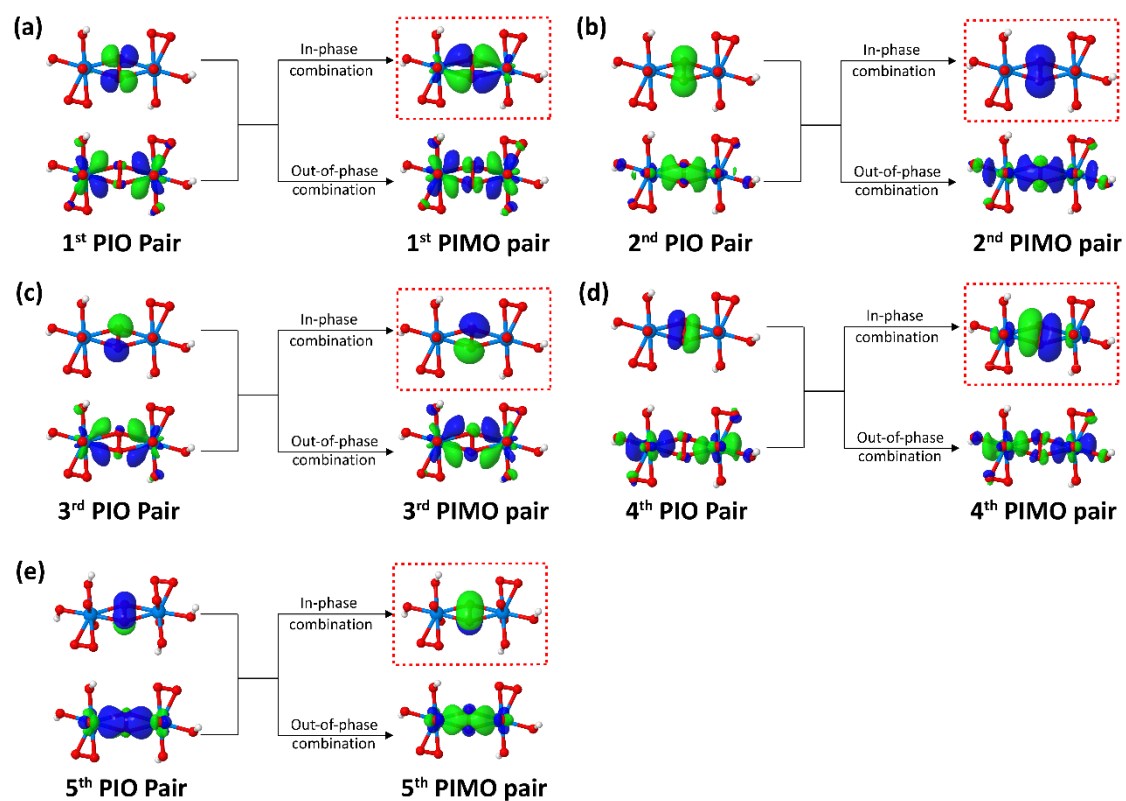 (a)
In-phase
combination
Out-of-phase
combination
1st PIO Pair
1st PIMO pair
(b)
In-phase
combination
Out-of-phase
combination
2nd PIO Pair
2nd PIMO pair
(c)
In-phase
combination
Out-of-phase
combination
3rd PIO Pair
3rd PIMO pair
(d)
In-phase
combination
Out-of-phase
combination
4th PIO Pair
4th PIMO pair
(e)
In-phase
combination
Out-of-phase
combination
5th PIO Pair
5th PIMO pair